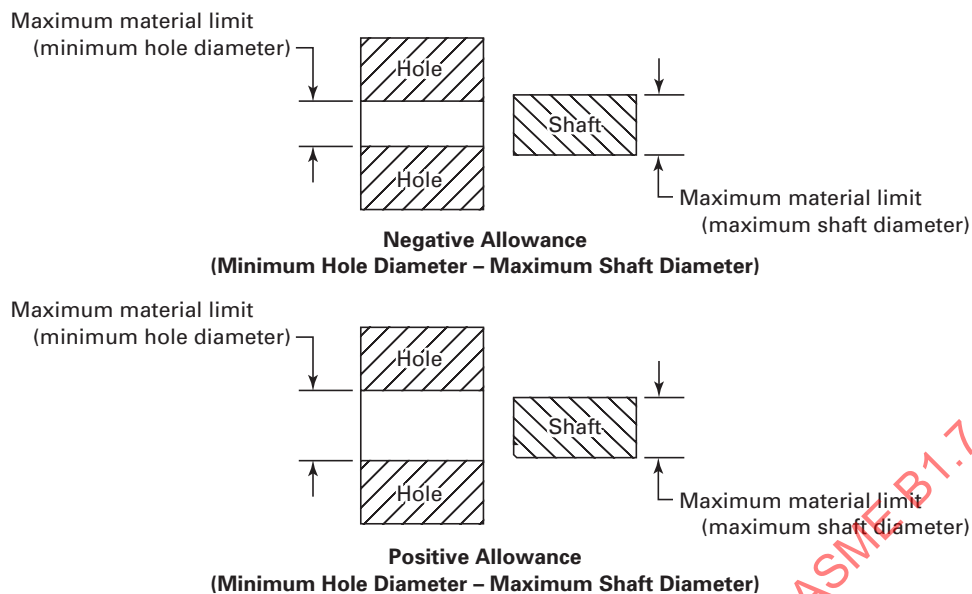 Maximum material limit
(minimum hole diameter)
Hole
Shaft
Hole
Maximum material limit
(maximum shaft diameter)
Negative Allowance
(Minimum Hole Diameter – Maximum Shaft Diameter)
Maximum material limit
(minimum hole diameter)
Hole
Shaft
Hole
Maximum material limit
(maximum shaft diameter)
Positive Allowance
(Minimum Hole Diameter – Maximum Shaft Diameter)
ASME B1.7